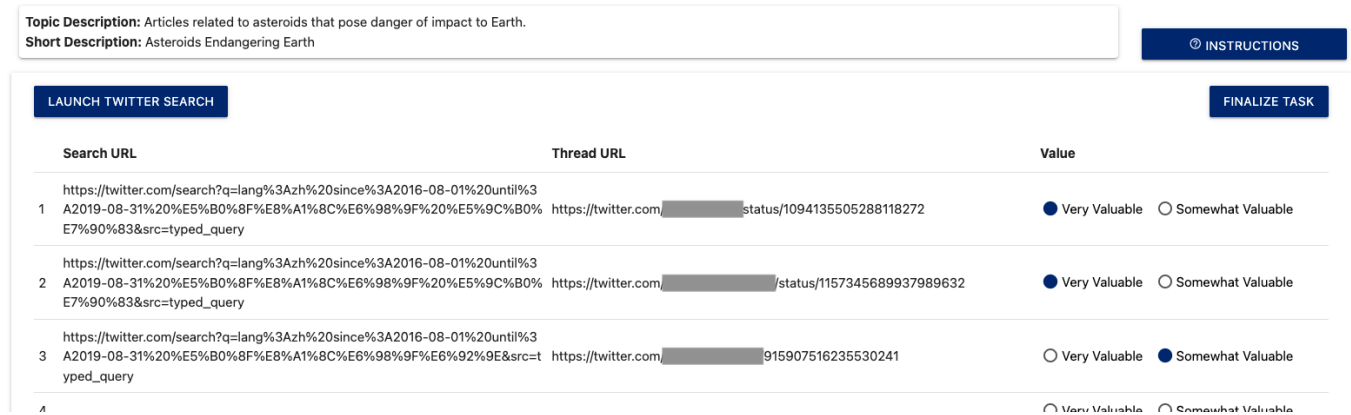 Topic Description: Articles related to asteroids that pose danger of impact to Earth.
Short Description: Asteroids Endangering Earth
INSTRUCTIONS
LAUNCH TWITTER SEARCH
FINALIZE TASK
Search URL Thread URL Value
https://twitter.com/search?q=lang%3Azh%20since%3A2016-08-01%20until%3
1 A2019-08-31%20%E5%B0%8F%E8%A1%8C%E6%98%9F%20%E5%9C%B0% https://twitter.com/ status/1094135505288118272 Very Valuable Somewhat Valuable
E7%90%83&src=typed_query
https://twitter.com/search?q=lang%3Azh%20since%3A2016-08-01%20until%3
2 A2019-08-31%20%E5%B0%8F%E8%A1%8C%E6%98%9F%20%E5%9C%B0% https://twitter.com/ /status/1157345689937989632 Very Valuable Somewhat Valuable
E7%90%83&src=typed_query
https://twitter.com/search?q=lang%3Azh%20since%3A2016-08-01%20until%3
3 A2019-08-31%20%E5%B0%8F%E8%A1%8C%E6%98%9F%E6%92%9E&src=t https://twitter.com/ 915907516235530241 Very Valuable Somewhat Valuable
yped_query
4 Very Valuable Somewhat Valuable